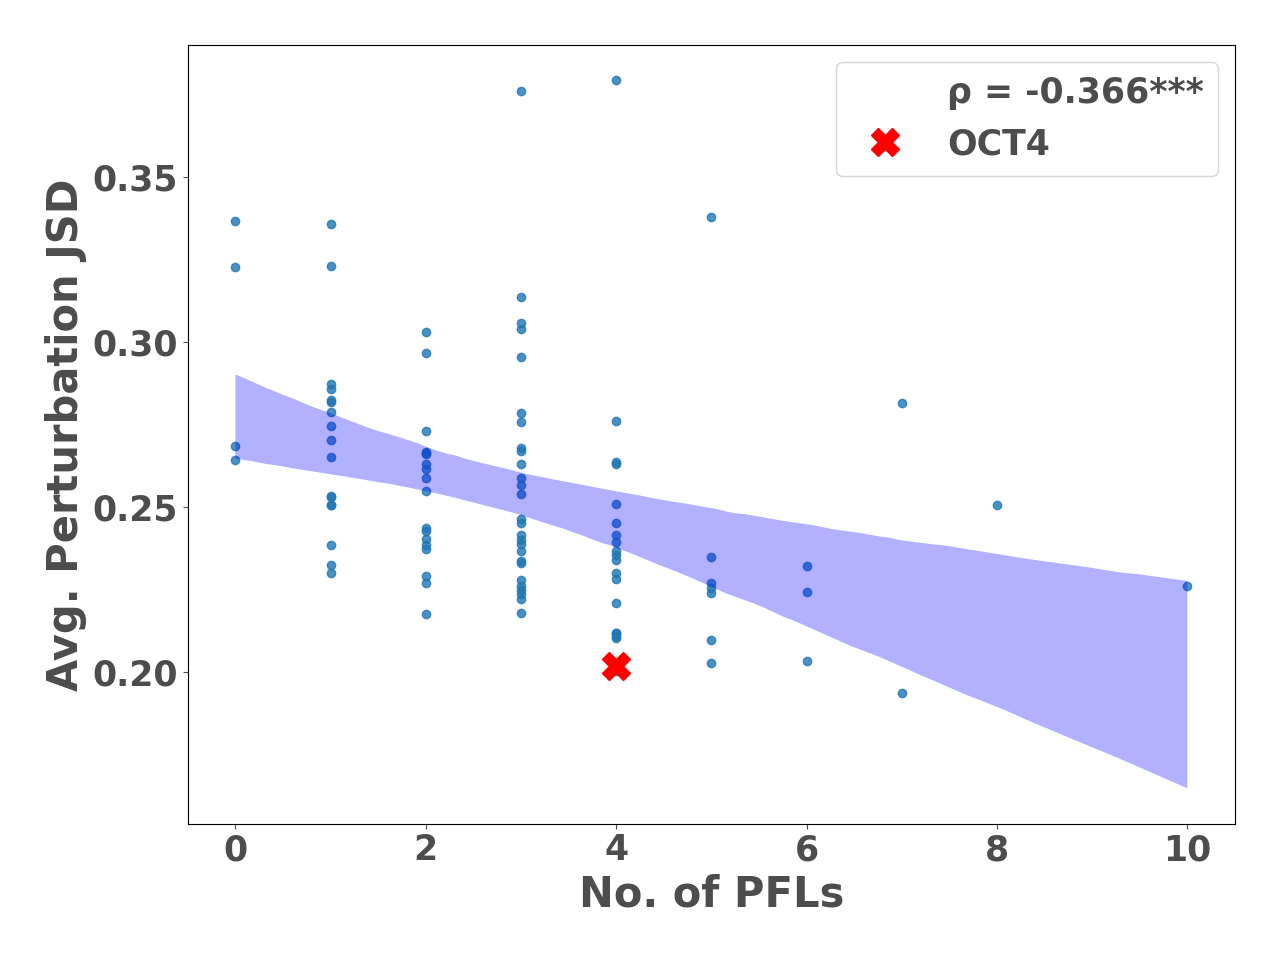 ρ = -0.366***
OCT4
Avg. Perturbation JSD
0.35
0.30
0.25
0.20
0 2 4 6 8 10
No. of PFLs